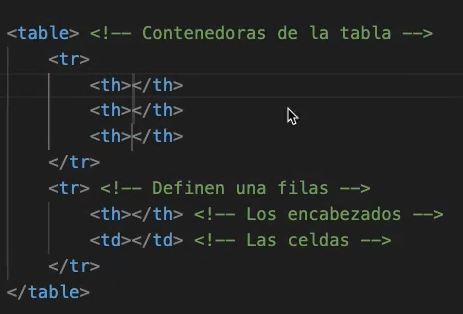 <table> <!-- Contenedoras de la tabla -->
<tr>
<th></th>
<th></th>
<th></th>
</tr>
<tr> <!-- Definen una filas -->
<th></th> <!-- Los encabezados -->
<td></td> <!-- Las celdas -->
</tr>
</table>